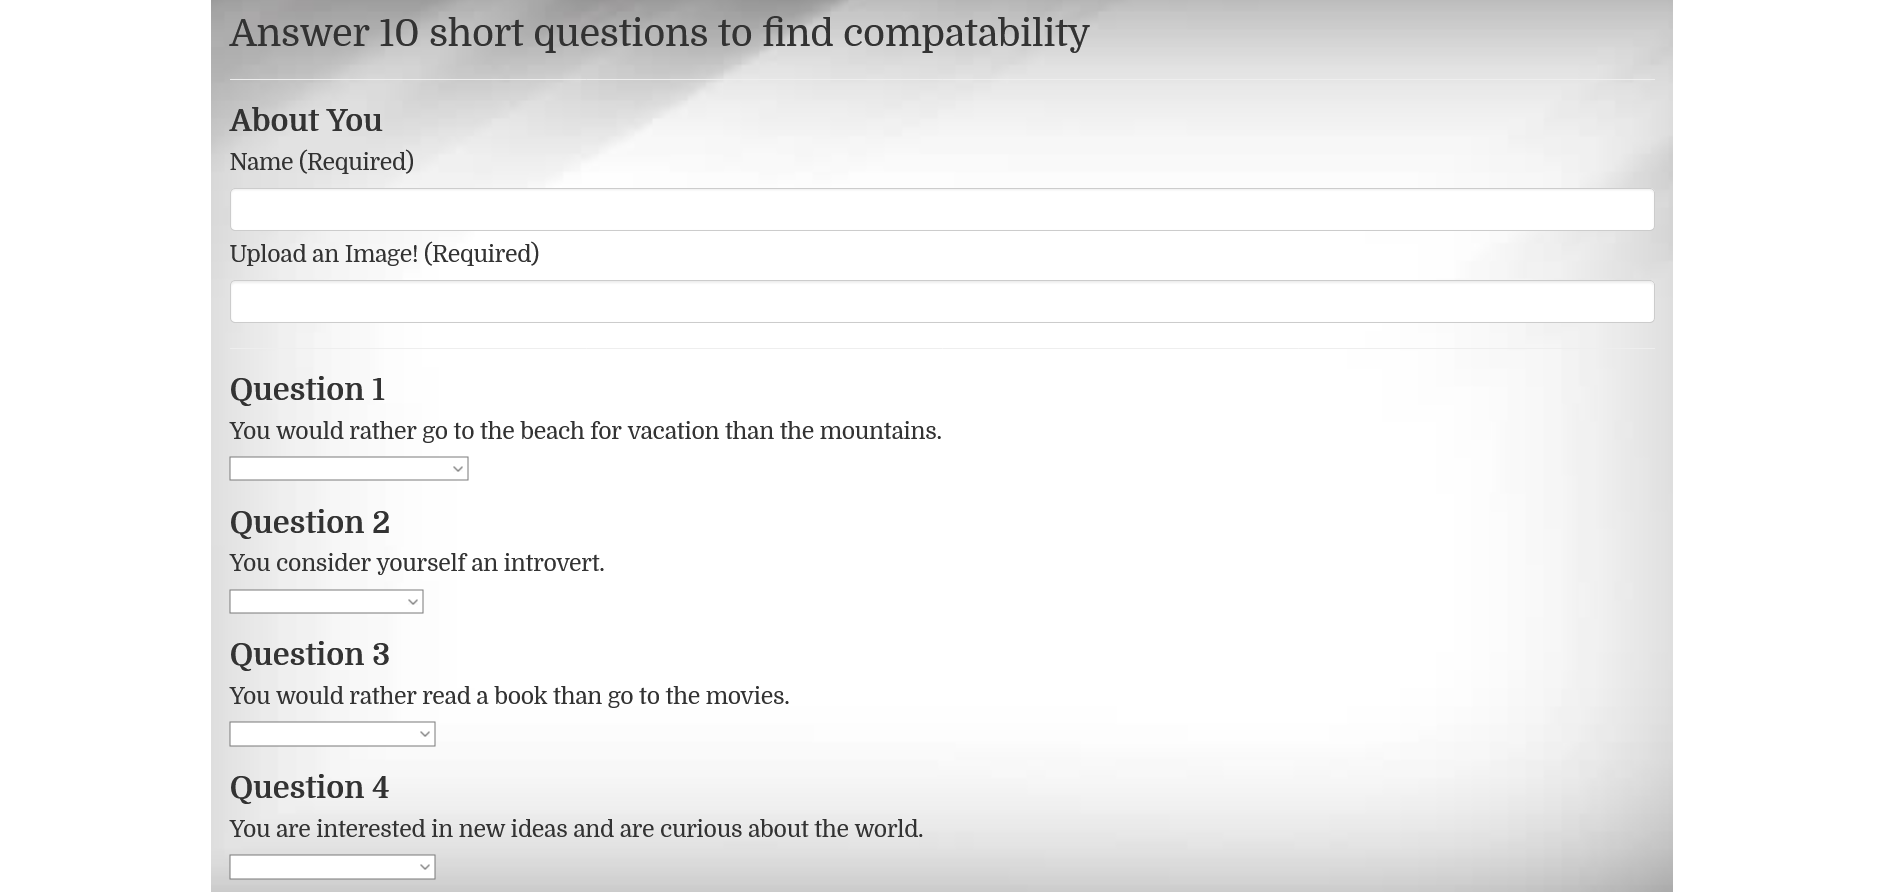 Answer 10 short questions to find compatability
About You
Name (Required)
Upload an Image! (Required)
Question 1
You would rather go to the beach for vacation than the mountains.
Question 2
You consider yourself an introvert.
Question 3
You would rather read a book than go to the movies.
Question 4
You are interested in new ideas and are curious about the world.